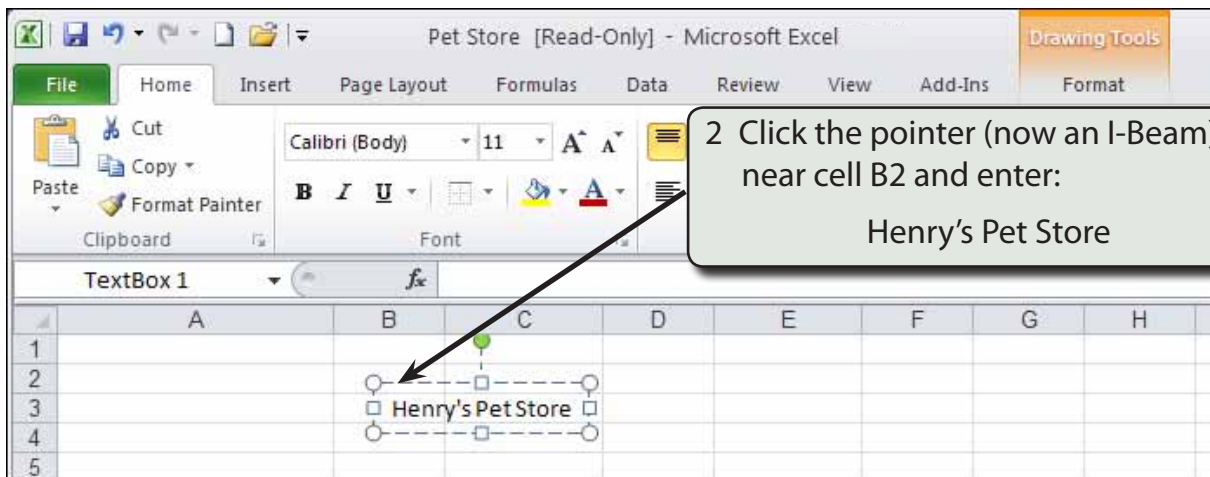 Pet Store [Read-Only] - Microsoft Excel
Drawing Tools
File Home Insert Page Layout Formulas Data Review View Add-Ins Format
Cut
Copy
Paste
Format Painter
Clipboard
Calibri (Body) 11 A A
B I U A
Font
2 Click the pointer (now an I-Beam)
near cell B2 and enter:
Henry’s Pet Store
TextBox 1 fx
A B C D E F G H
1
2
3 Henry's Pet Store
4
5